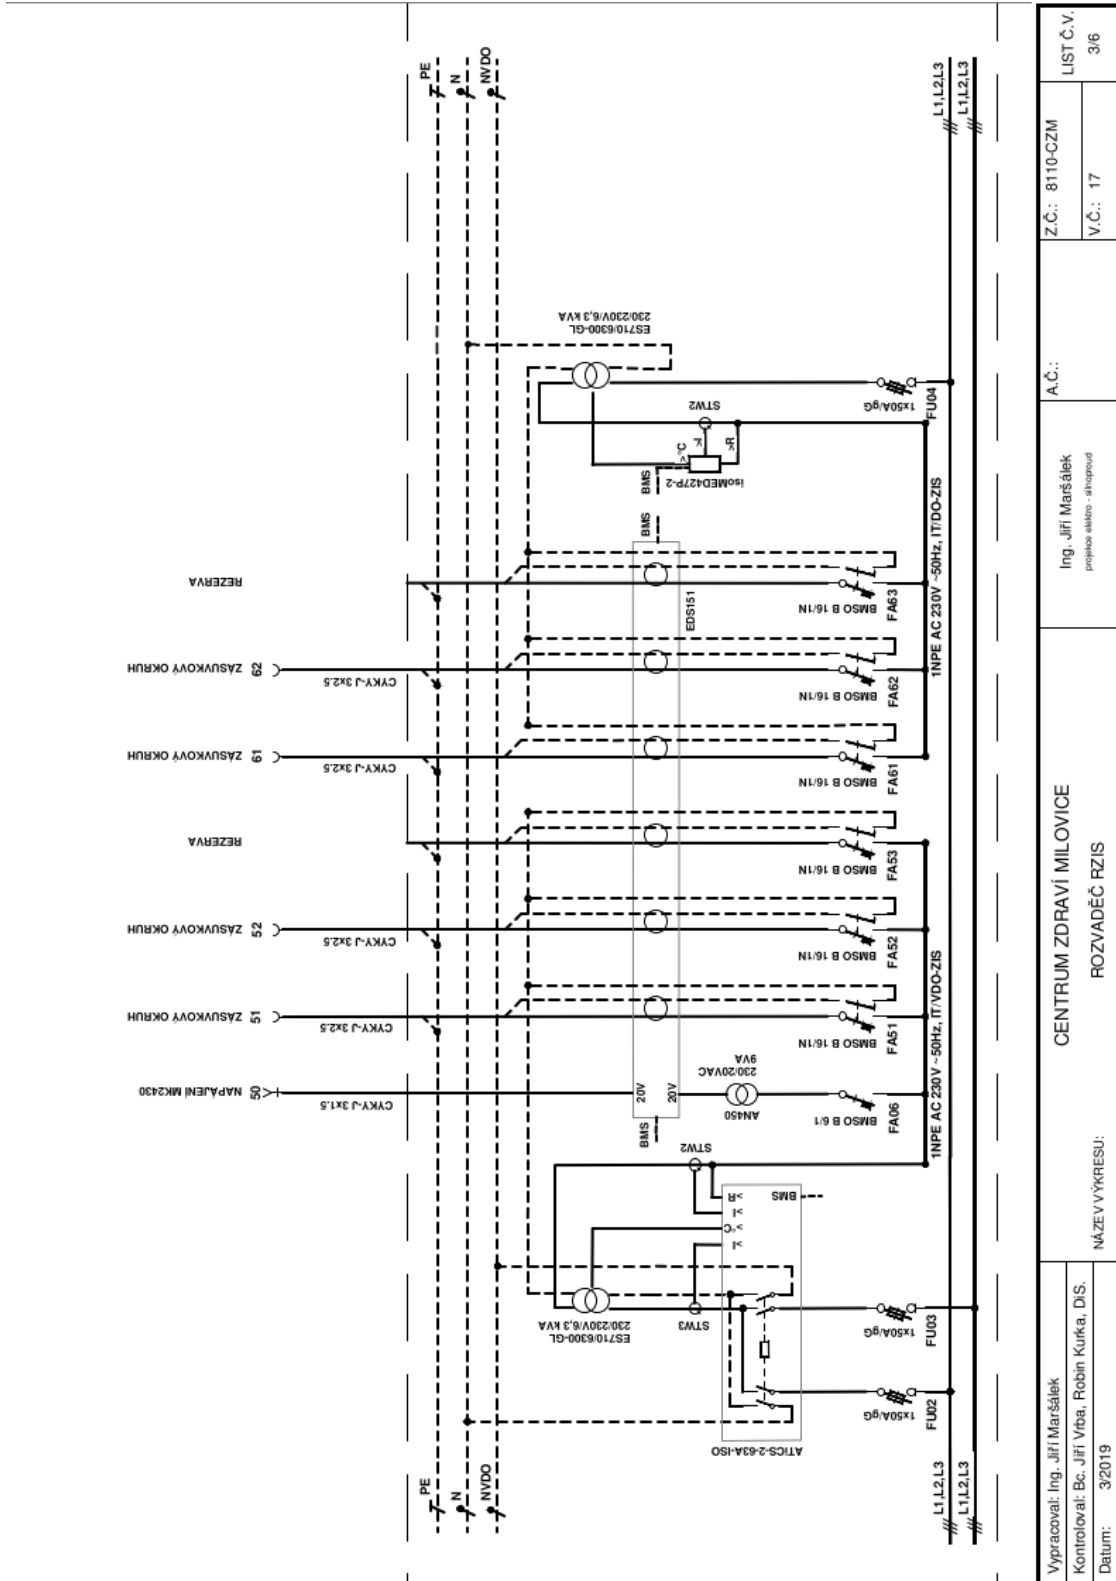 PE
N
NVDO
L1,L2,L3
L1,L2,L3
ES710/6300-GL
230/230V/6,3 kVA
1x50A/gG
FU04
STW2
>°C
>I
>R
isoMED427P-2
BMS
BMS
EDS151
REZERVA
BMSO B 16/1N
FA63
ZÁSUVKOVÝ OKRUH
62
CYKY-J 3x2.5
BMSO B 16/1N
FA62
1NPE AC 230V ~50Hz, IT/DO-ZIS
ZÁSUVKOVÝ OKRUH
61
CYKY-J 3x2.5
BMSO B 16/1N
FA61
REZERVA
BMSO B 16/1N
FA53
ZÁSUVKOVÝ OKRUH
52
CYKY-J 3x2.5
BMSO B 16/1N
FA52
ZÁSUVKOVÝ OKRUH
51
CYKY-J 3x2.5
BMSO B 16/1N
FA51
1NPE AC 230V ~50Hz, IT/VDO-ZIS
NAPÁJENÍ MK2430
50
CYKY-J 3x1.5
20V
20V
230/20VAC
9VA
AN450
BMSO B 6/1
FA06
BMS
STW2
>R
>I
>°C
>I
BMS
ES710/6300-GL
230/230V/6,3 kVA
STW3
1x50A/gG
FU03
1x50A/gG
FU02
ATICS-2-63A-ISO
PE
N
NVDO
L1,L2,L3
L1,L2,L3
Vypracoval: Ing. Jiří Maršálek
Kontroloval: Bc. Jiří Vrba, Robin Kurka, DiS.
Datum: 3/2019
NÁZEV VÝKRESU:
CENTRUM ZDRAVÍ MILOVICE
ROZVADĚČ RZIS
Ing. Jiří Maršálek
projekce elektro - silnoproud
A.Č.:
Z.Č.: 8110-CZM
V.Č.: 17
LIST Č.V.
3/6